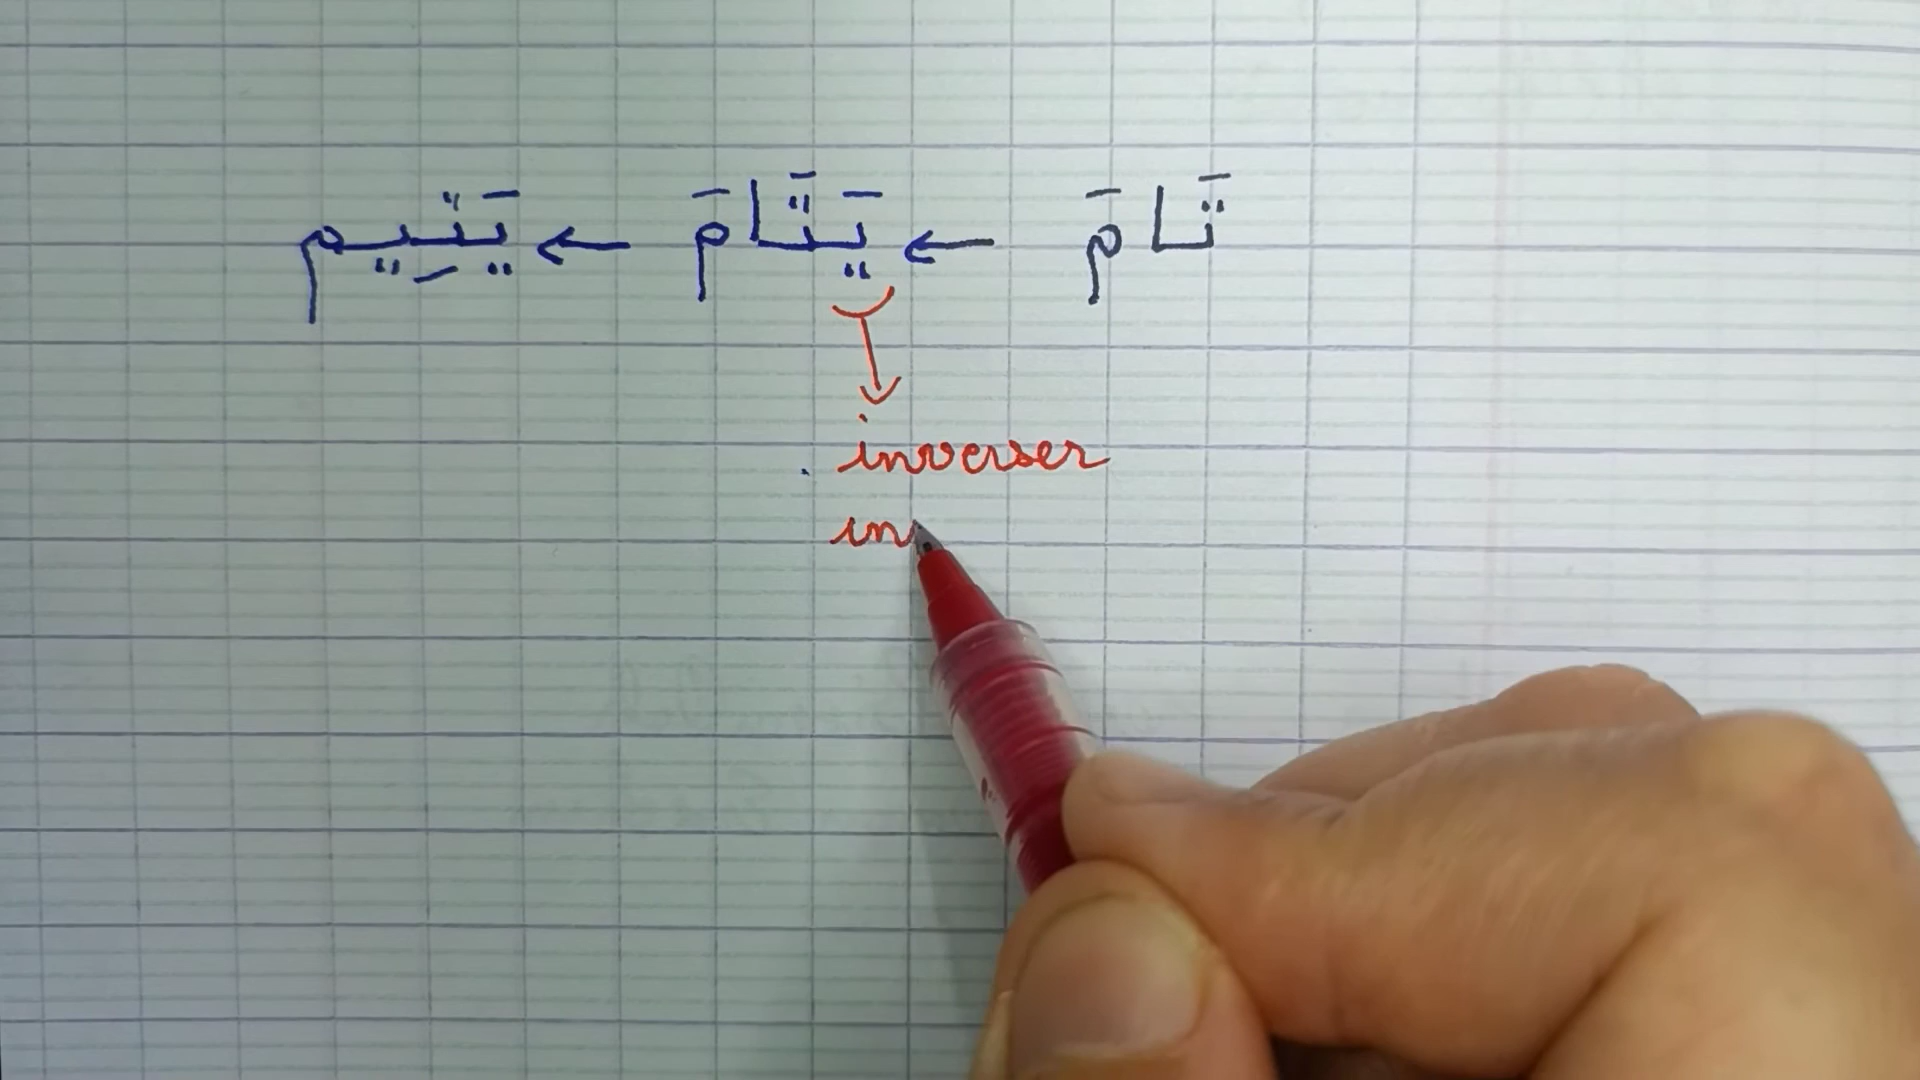 تَامَ ← يَتَامَ ← يَتِيم
inverser
in